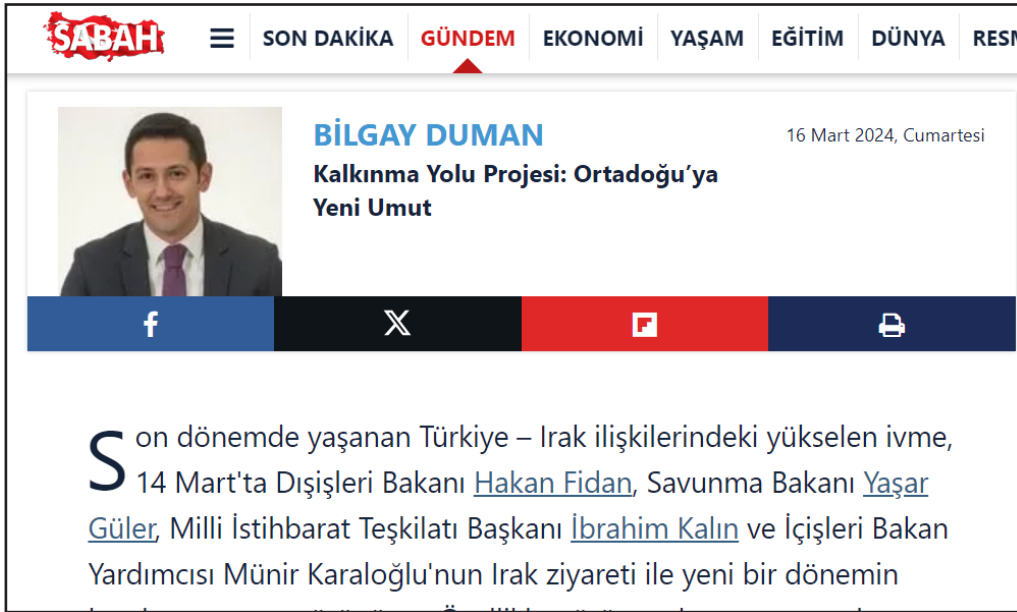 SABAH
SON DAKİKA GÜNDEM EKONOMİ YAŞAM EĞİTİM DÜNYA
BİLGAY DUMAN
16 Mart 2024, Cumartesi
Kalkınma Yolu Projesi: Ortadoğu’ya
Yeni Umut
Son dönemde yaşanan Türkiye – Irak ilişkilerindeki yükselen ivme,
14 Mart'ta Dışişleri Bakanı Hakan Fidan, Savunma Bakanı Yaşar
Güler, Milli İstihbarat Teşkilatı Başkanı İbrahim Kalın ve İçişleri Bakan
Yardımcısı Münir Karaloğlu'nun Irak ziyareti ile yeni bir dönemin